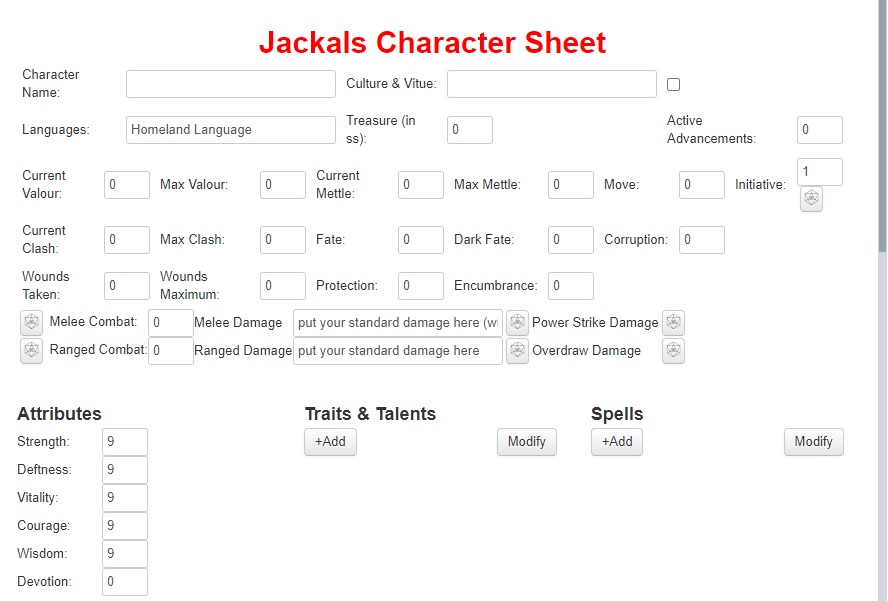 Jackals Character Sheet
Character Name: Culture & Vitue:
Languages: Homeland Language Treasure (in ss): 0 Active Advancements: 0
Current Valour: 0 Max Valour: 0 Current Mettle: 0 Max Mettle: 0 Move: 0 Initiative: 1
Current Clash: 0 Max Clash: 0 Fate: 0 Dark Fate: 0 Corruption: 0
Wounds Taken: 0 Wounds Maximum: 0 Protection: 0 Encumbrance: 0
Melee Combat: 0 Melee Damage put your standard damage here (wi Power Strike Damage
Ranged Combat: 0 Ranged Damage put your standard damage here Overdraw Damage
Attributes Traits & Talents Spells
Strength: 9 +Add Modify +Add Modify
Deftness: 9
Vitality: 9
Courage: 9
Wisdom: 9
Devotion: 0